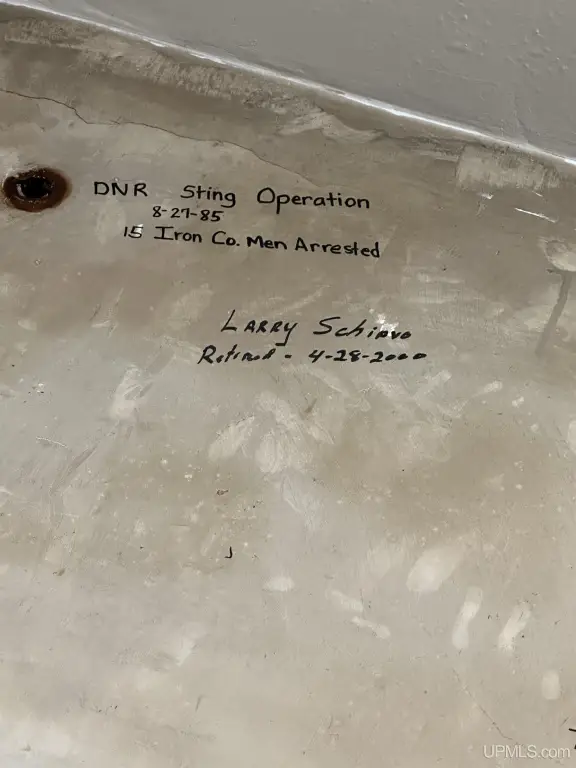 DNR Sting Operation
8-27-85
15 Iron Co. Men Arrested
LARRY Schiavo
Retired - 4-28-2000
UPMLS.com